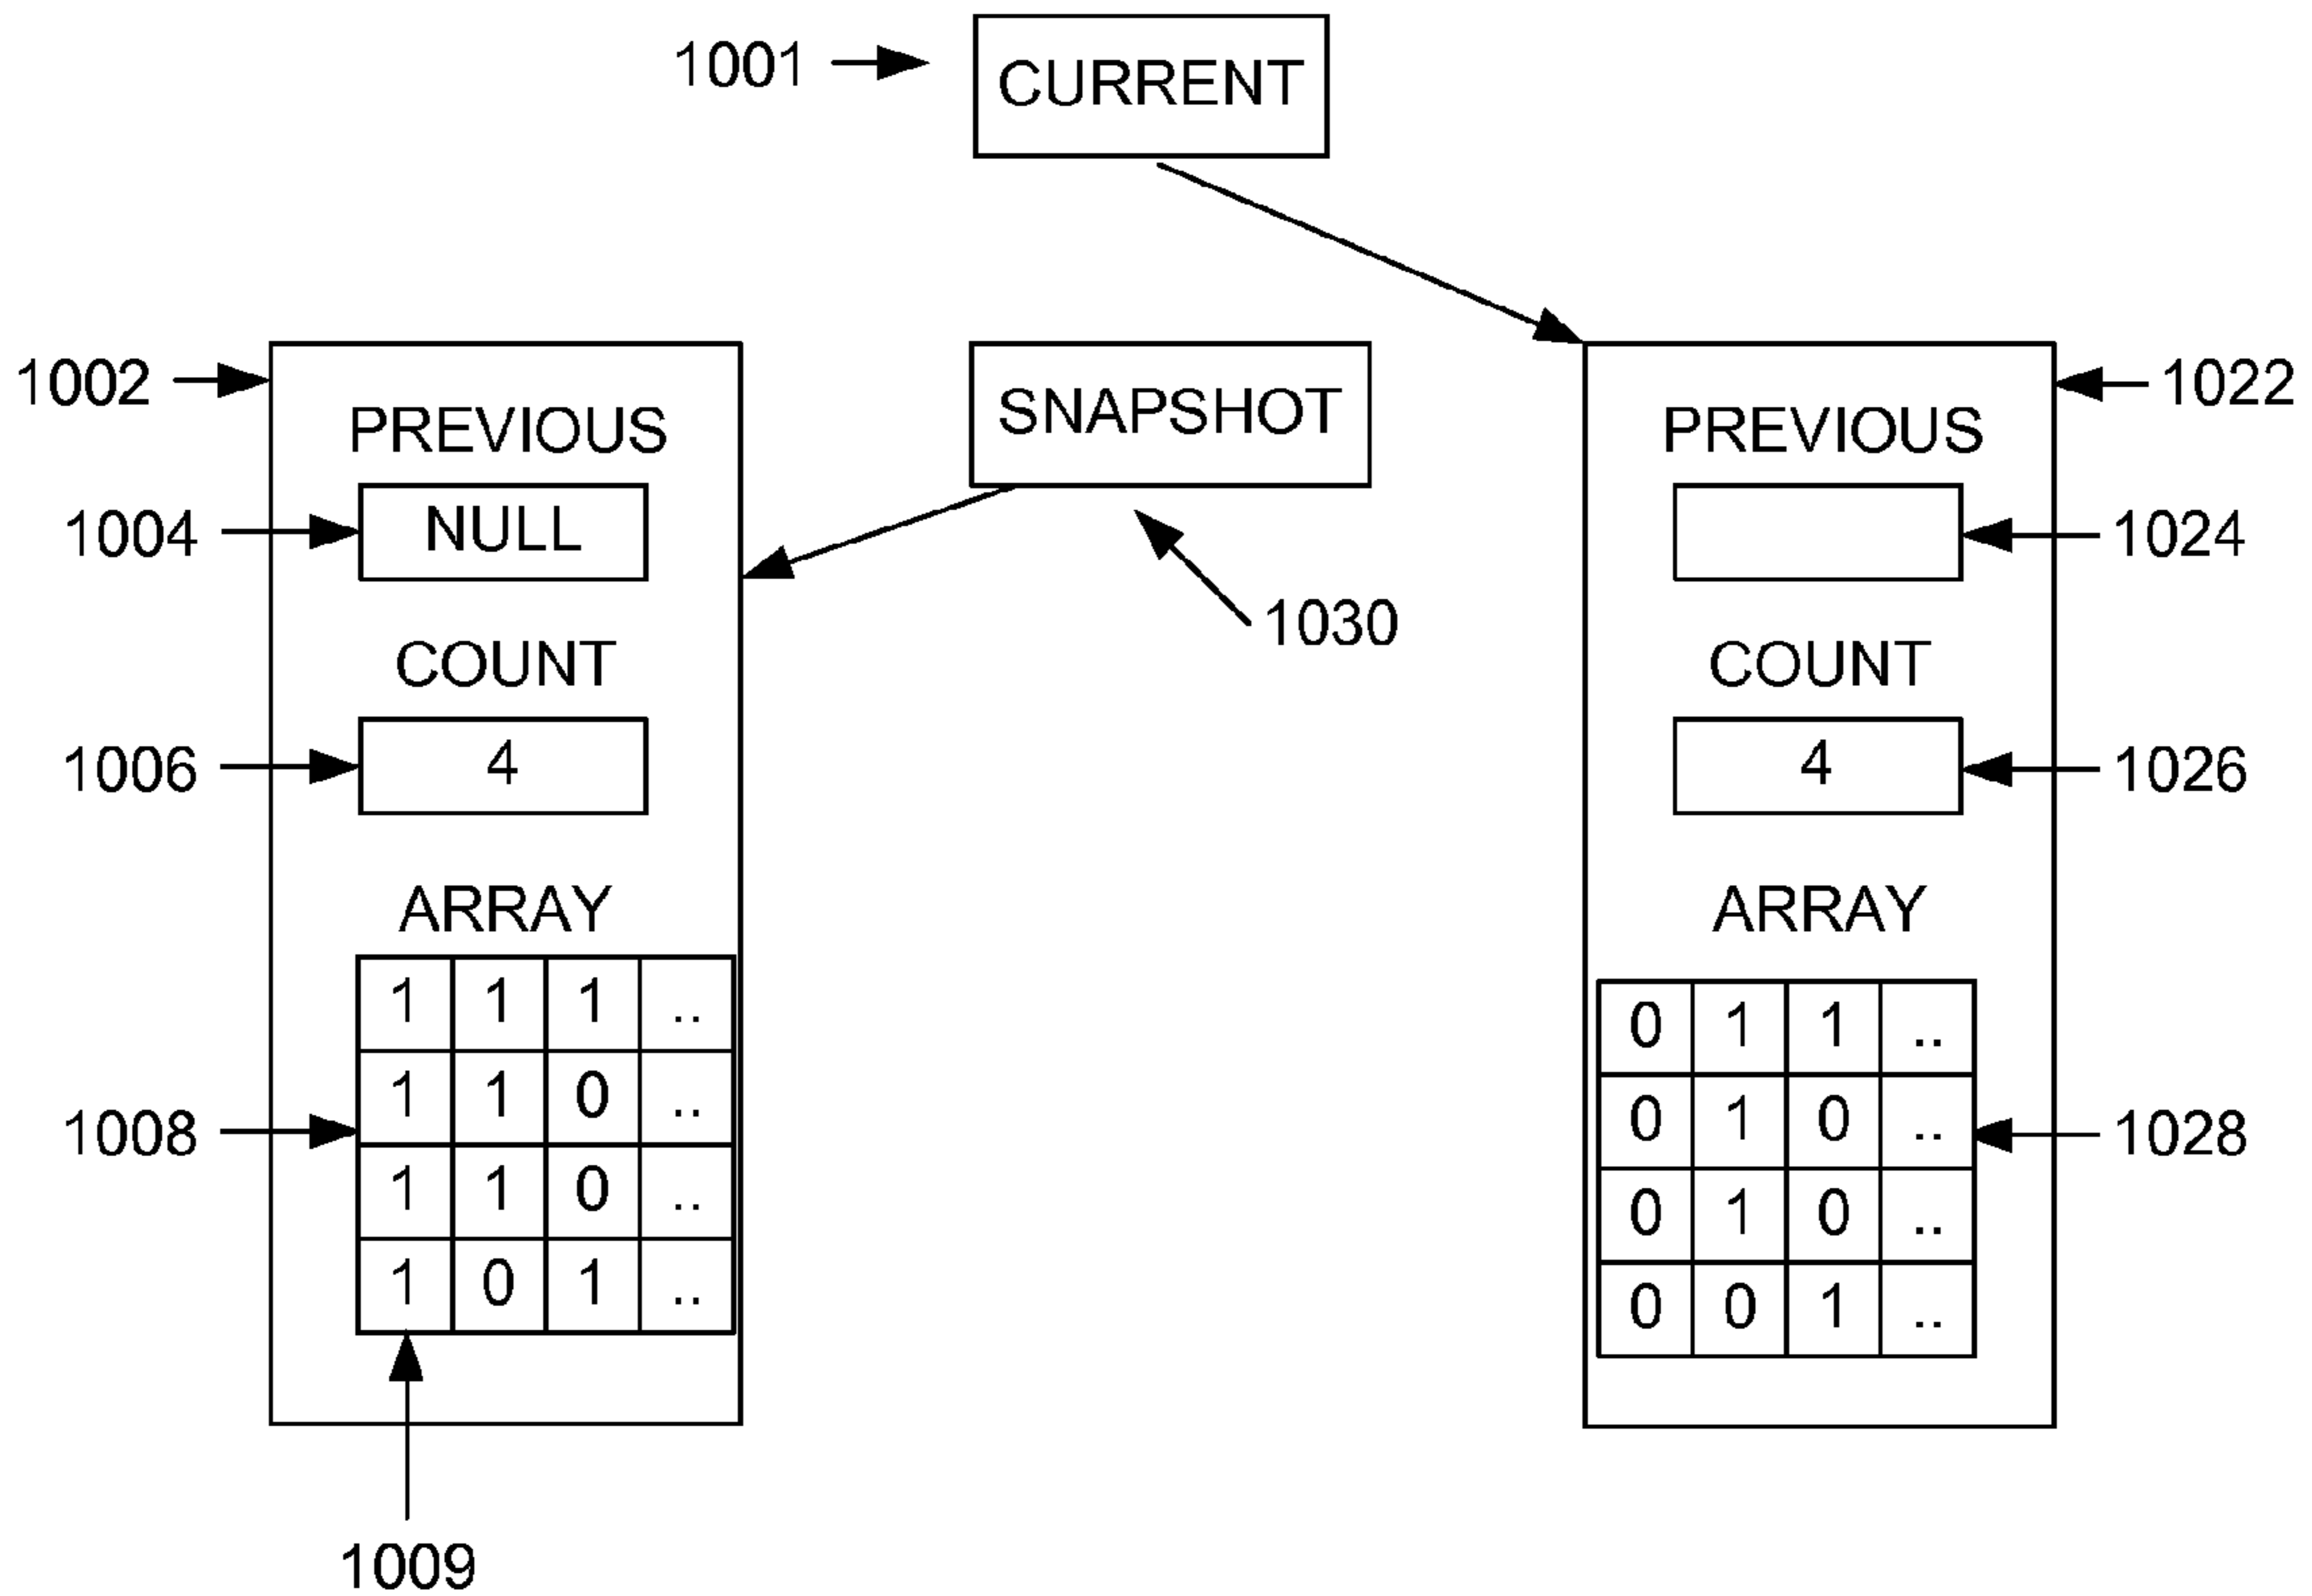 1001
CURRENT
1002
PREVIOUS
SNAPSHOT
PREVIOUS
1022
1004
NULL
1024
1030
COUNT
COUNT
1006
4
4
1026
ARRAY
ARRAY
1 1 1 ..
1 1 0 ..
1 1 0 ..
1 0 1 ..
1008
0 1 1 ..
0 1 0 ..
0 1 0 ..
0 0 1 ..
1028
1009